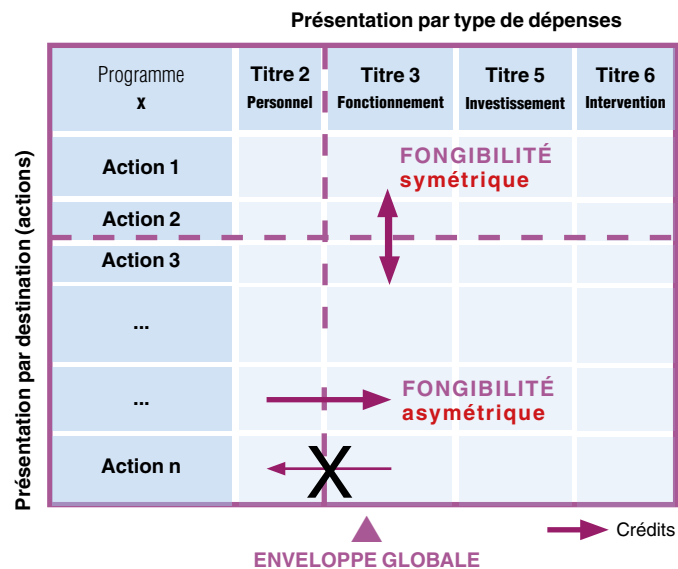 Présentation par type de dépenses
Présentation par destination (actions)
Programme
x
Titre 2
Personnel
Titre 3
Fonctionnement
Titre 5
Investissement
Titre 6
Intervention
Action 1
FONGIBILITÉ
symétrique
Action 2
Action 3
...
...
FONGIBILITÉ
asymétrique
Action n
X
Crédits
ENVELOPPE GLOBALE